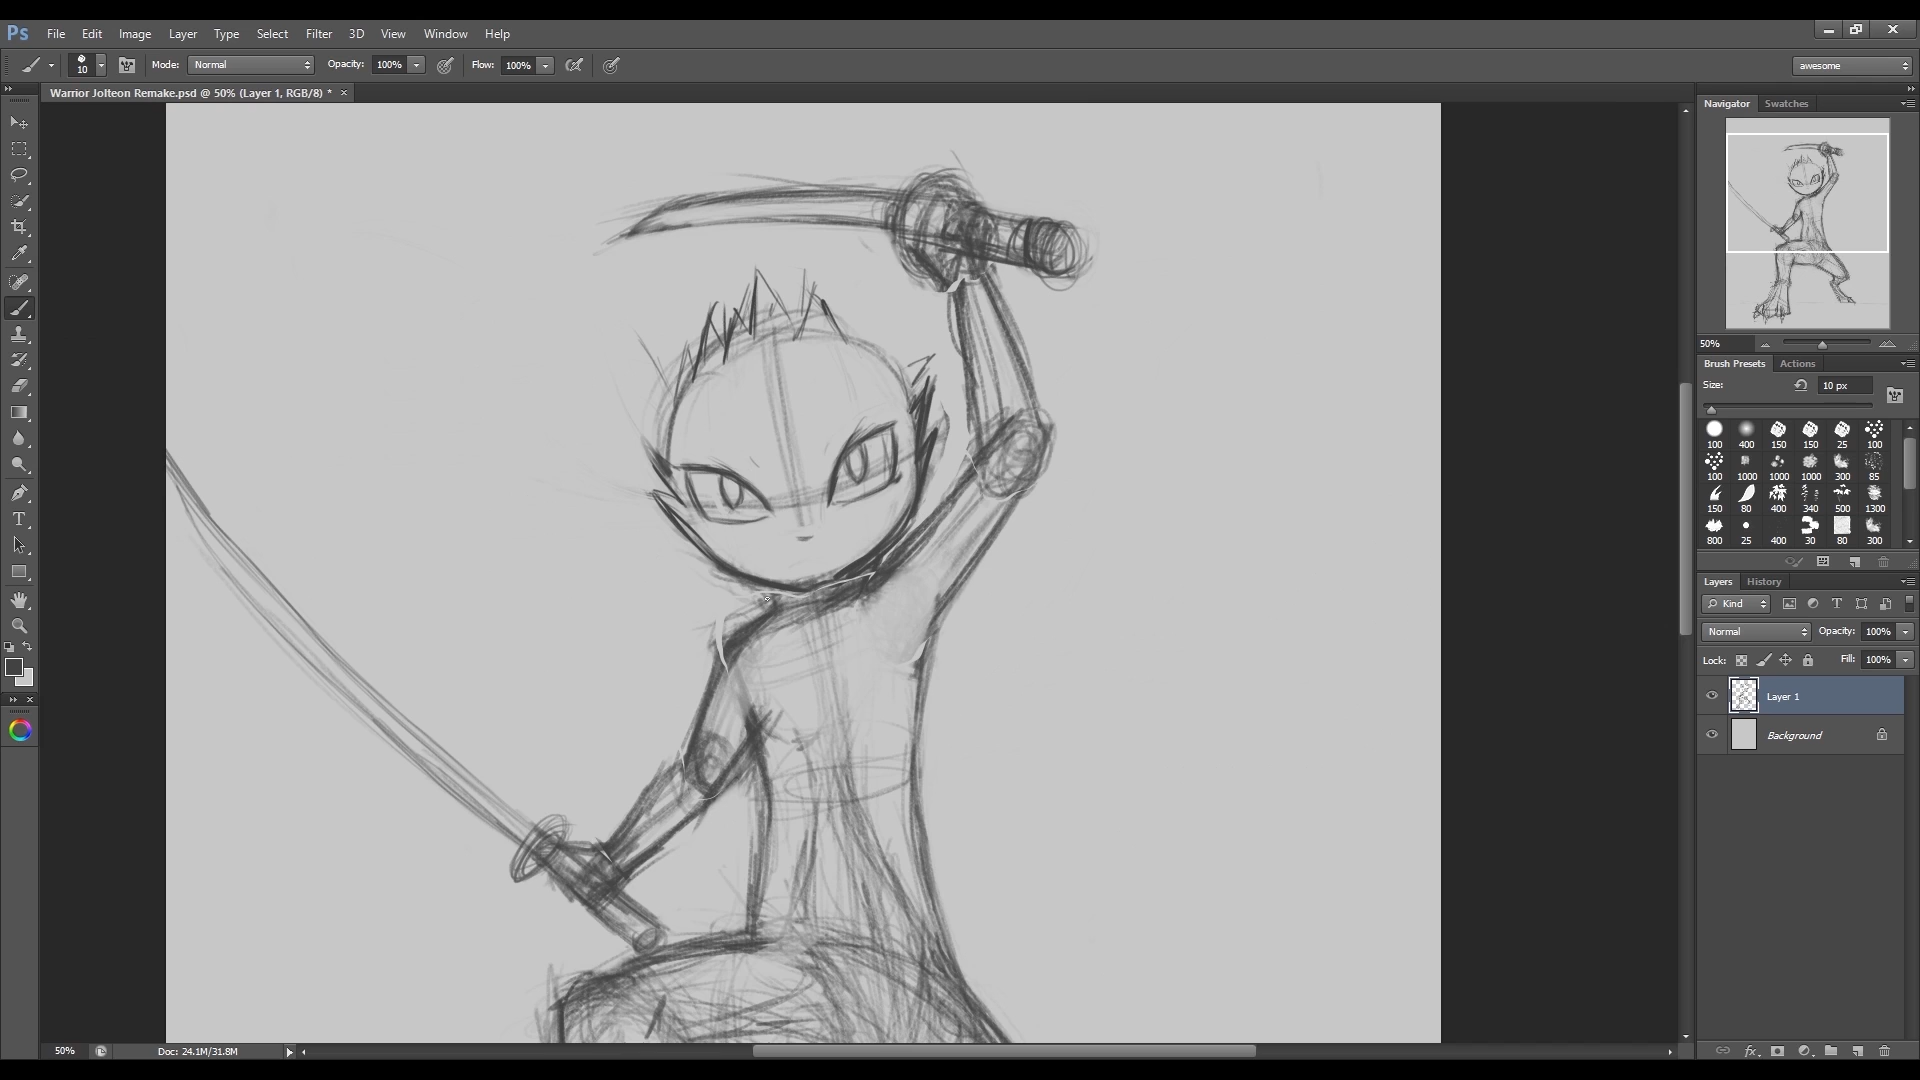 Ps File Edit Image Layer Type Select Filter 3D View Window Help
10 Mode: Normal Opacity: 100% Flow: 100% awesome
Warrior Jolteon Remake.psd @ 50% (Layer 1, RGB/8) * ×
Navigator Swatches
50%
Brush Presets Actions
Size: 10 px
100 400 150 150 25 100
100 1000 1000 1000 300 85
150 80 400 340 500 1300
800 25 400 30 80 300
Layers History
Kind
Normal Opacity: 100%
Lock: Fill: 100%
Layer 1
Background
50% Doc: 24.1M/31.8M